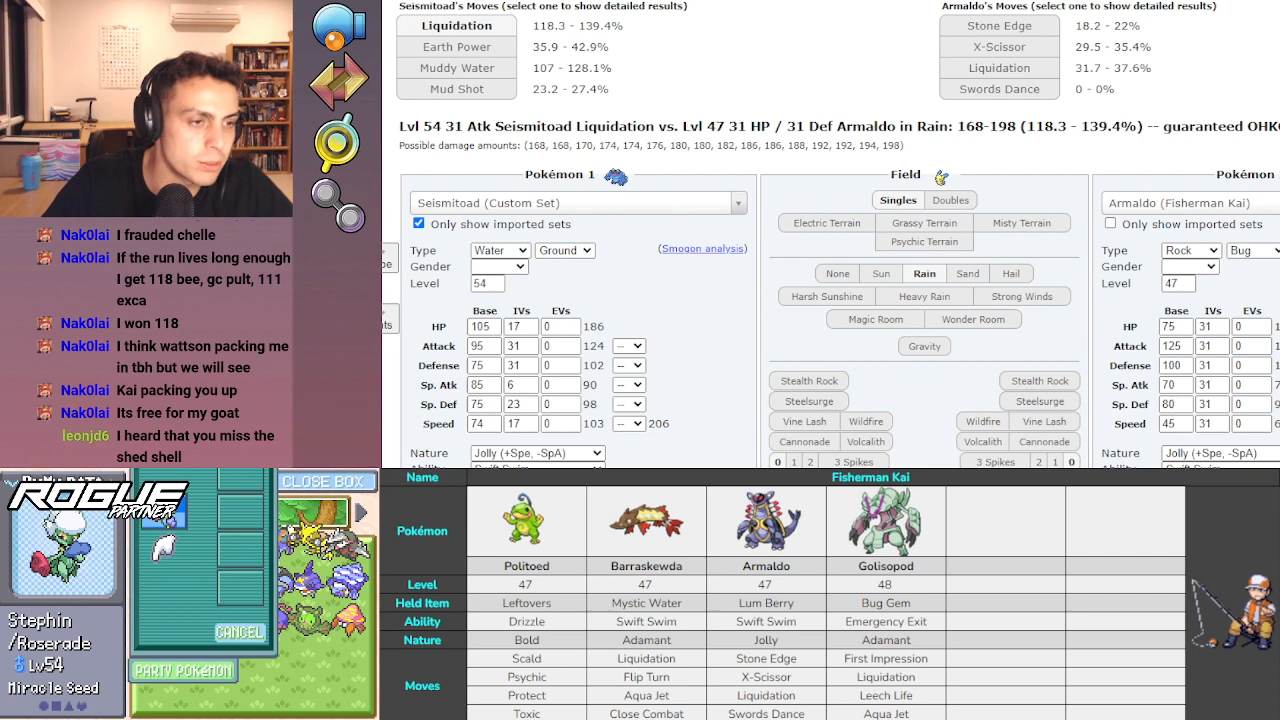 Seismitoad's Moves (select one to show detailed results)
Liquidation 118.3 - 139.4%
Earth Power 35.9 - 42.9%
Muddy Water 107 - 128.1%
Mud Shot 23.2 - 27.4%
Armaldo's Moves (select one to show detailed results)
Stone Edge 18.2 - 22%
X-Scissor 29.5 - 35.4%
Liquidation 31.7 - 37.6%
Swords Dance 0 - 0%
Lvl 54 31 Atk Seismitoad Liquidation vs. Lvl 47 31 HP / 31 Def Armaldo in Rain: 168-198 (118.3 - 139.4%) -- guaranteed OHKO
Possible damage amounts: (168, 168, 170, 174, 174, 176, 180, 180, 182, 186, 186, 188, 192, 192, 194, 198)
Pokémon 1
Seismitoad (Custom Set)
Only show imported sets
Type Water Ground (Smogon analysis)
Gender
Level 54
Base IVs EVs
HP 105 17 0 186
Attack 95 31 0 124 --
Defense 75 31 0 102 --
Sp. Atk 85 6 0 90 --
Sp. Def 75 23 0 98 --
Speed 74 17 0 103 -- 206
Nature Jolly (+Spe, -SpA)
Field
Singles Doubles
Electric Terrain Grassy Terrain Misty Terrain
Psychic Terrain
None Sun Rain Sand Hail
Harsh Sunshine Heavy Rain Strong Winds
Magic Room Wonder Room
Gravity
Stealth Rock Stealth Rock
Steelsurge Steelsurge
Vine Lash Wildfire Wildfire Vine Lash
Cannonade Volcalith Volcalith Cannonade
0 1 2 3 Spikes 3 Spikes 2 1 0
Pokémon
Armaldo (Fisherman Kai)
Only show imported sets
Type Rock Bug
Gender
Level 47
Base IVs EVs
HP 75 31 0
Attack 125 31 0
Defense 100 31 0
Sp. Atk 70 31 0
Sp. Def 80 31 0
Speed 45 31 0
Nature Jolly (+Spe, -SpA)
Nak0lai I frauded chelle
Nak0lai If the run lives long enough
I get 118 bee, gc pult, 111
exca
Nak0lai I won 118
Nak0lai I think wattson packing me
in tbh but we will see
Nak0lai Kai packing you up
Nak0lai Its free for my goat
leonjd6 I heard that you miss the
shed shell
ROGUE
PARTNER
CLOSE BOX
CANCEL
PARTY POKéMON
Stephin
/Roserade
Lv54
Miracle Seed
Name Fisherman Kai
Pokémon
Politoed Barraskewda Armaldo Golisopod
Level 47 47 47 48
Held Item Leftovers Mystic Water Lum Berry Bug Gem
Ability Drizzle Swift Swim Swift Swim Emergency Exit
Nature Bold Adamant Jolly Adamant
Moves
Scald Liquidation Stone Edge First Impression
Psychic Flip Turn X-Scissor Liquidation
Protect Aqua Jet Liquidation Leech Life
Toxic Close Combat Swords Dance Aqua Jet